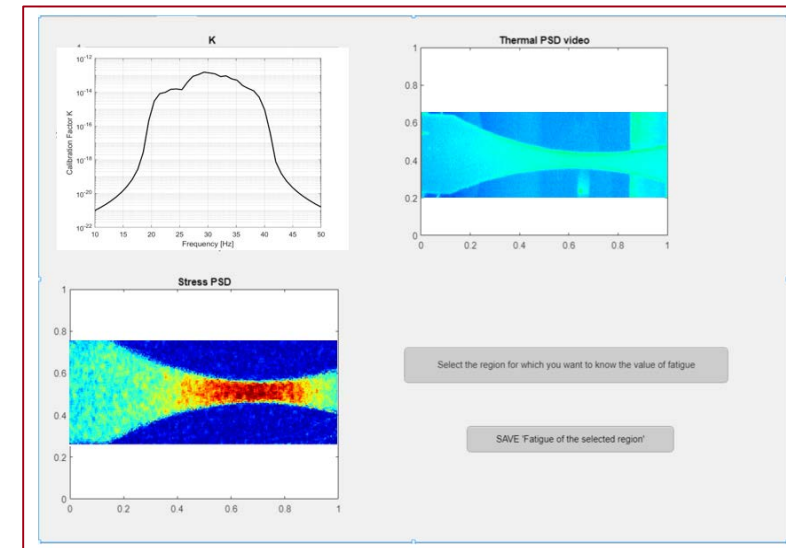 K
10⁻¹²
10⁻¹⁴
10⁻¹⁶
10⁻¹⁸
10⁻²⁰
10⁻²²
Calibration Factor K
10 15 20 25 30 35 40 45 50
Frequency [Hz]
Thermal PSD video
1
0.8
0.6
0.4
0.2
0
0 0.2 0.4 0.6 0.8 1
Stress PSD
1
0.8
0.6
0.4
0.2
0
0 0.2 0.4 0.6 0.8 1
Select the region for which you want to know the value of fatigue
SAVE 'Fatigue of the selected region'